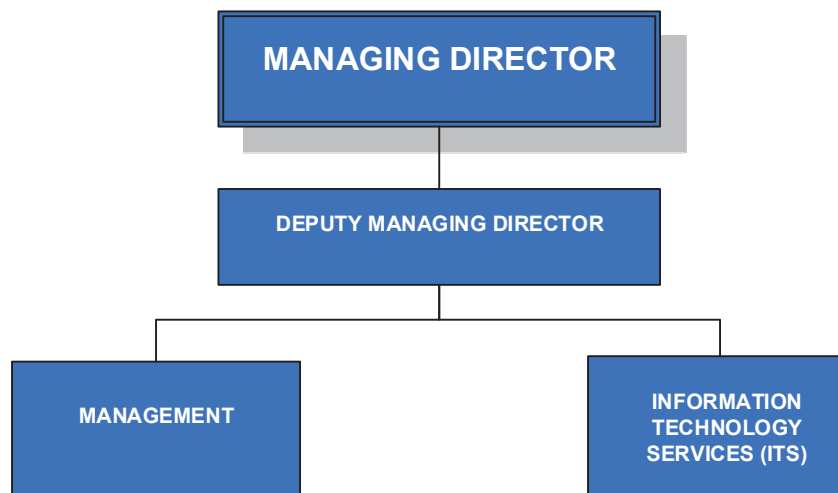 MANAGING DIRECTOR
DEPUTY MANAGING DIRECTOR
MANAGEMENT
INFORMATION
TECHNOLOGY
SERVICES (ITS)